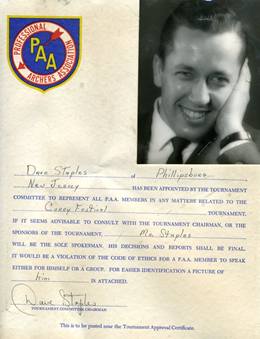 PROFESSIONAL
ARCHERS ASSOCIATION
PAA
Dave Staples of Phillipsburg
New Jersey HAS BEEN APPOINTED BY THE TOURNAMENT
COMMITTEE TO REPRESENT ALL P.A.A. MEMBERS IN ANY MATTERS RELATED TO THE
Festival TOURNAMENT.
IF IT SEEMS ADVISABLE TO CONSULT WITH THE TOURNAMENT CHAIRMAN, OR THE
SPONSORS OF THE TOURNAMENT, Mr. Staples
WILL BE THE SOLE SPOKESMAN. HIS DECISIONS AND REPORTS SHALL BE FINAL.
IT WOULD BE A VIOLATION OF THE CODE OF ETHICS FOR A P.A.A. MEMBER TO SPEAK
EITHER FOR HIMSELF OR A GROUP. FOR EASIER IDENTIFICATION A PICTURE OF
him IS ATTACHED.
Dave Staples
TOURNAMENT COMMITTEE CHAIRMAN
This is to be posted near the Tournament Approval Certificate.